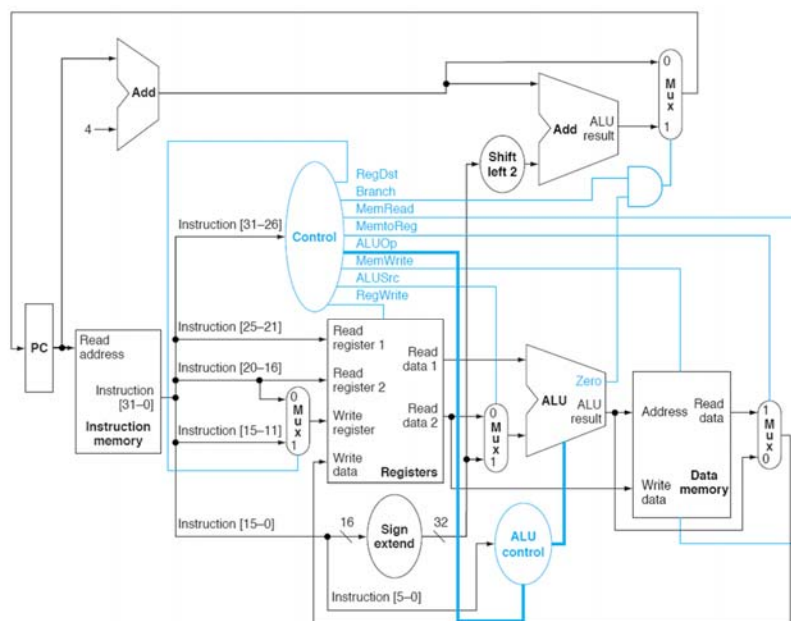 Add
4
0
M
u
x
1
Add
ALU
result
Shift
left 2
RegDst
Branch
MemRead
MemtoReg
ALUOp
MemWrite
ALUSrc
RegWrite
Control
Instruction [31–26]
Instruction [25–21]
Instruction [20–16]
Instruction [15–11]
Instruction [15–0]
Instruction [5–0]
PC
Read
address
Instruction
[31–0]
Instruction
memory
0
M
u
x
1
Read
register 1
Read
register 2
Write
register
Write
data
Read
data 1
Read
data 2
Registers
0
M
u
x
1
Zero
ALU
ALU
result
Address
Read
data
Write
data
Data
memory
1
M
u
x
0
16
Sign
extend
32
ALU
control